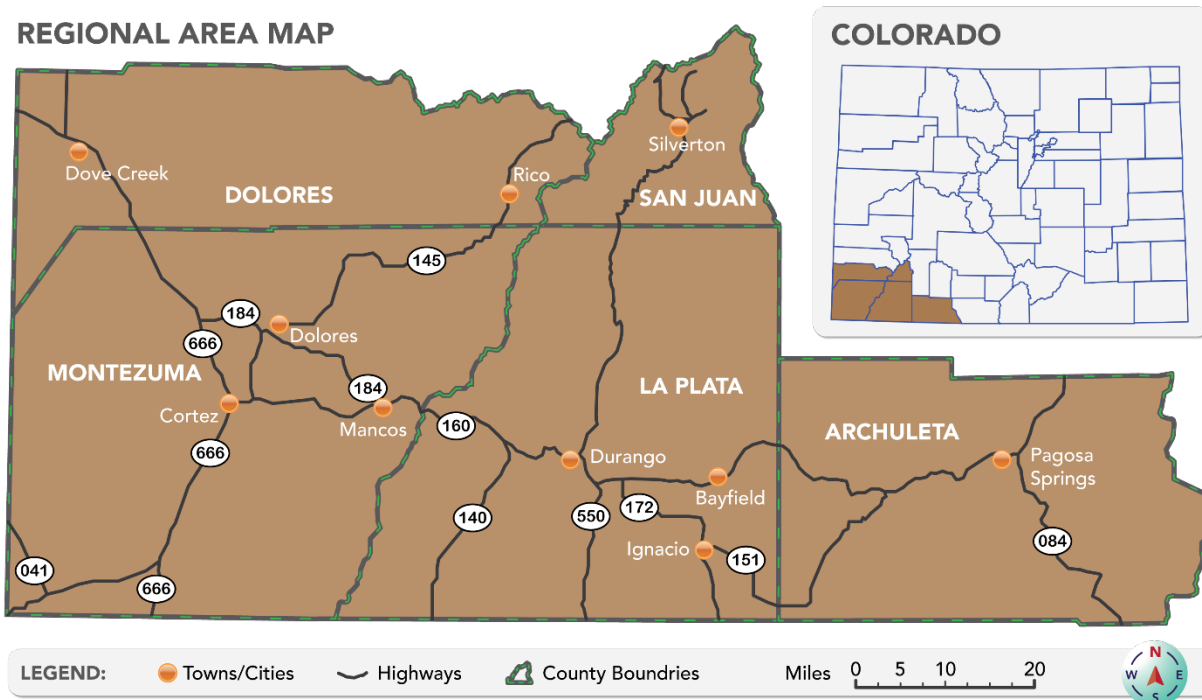 REGIONAL AREA MAP
COLORADO
Silverton
Dove Creek
Rico
DOLORES
SAN JUAN
145
184
Dolores
666
MONTEZUMA
184
LA PLATA
Cortez
Mancos
160
ARCHULETA
666
Durango
Pagosa
Springs
Bayfield
140
550
172
Ignacio
084
151
041
666
LEGEND:
Towns/Cities
Highways
County Boundries
Miles 0 5 10 20
N
W E
S